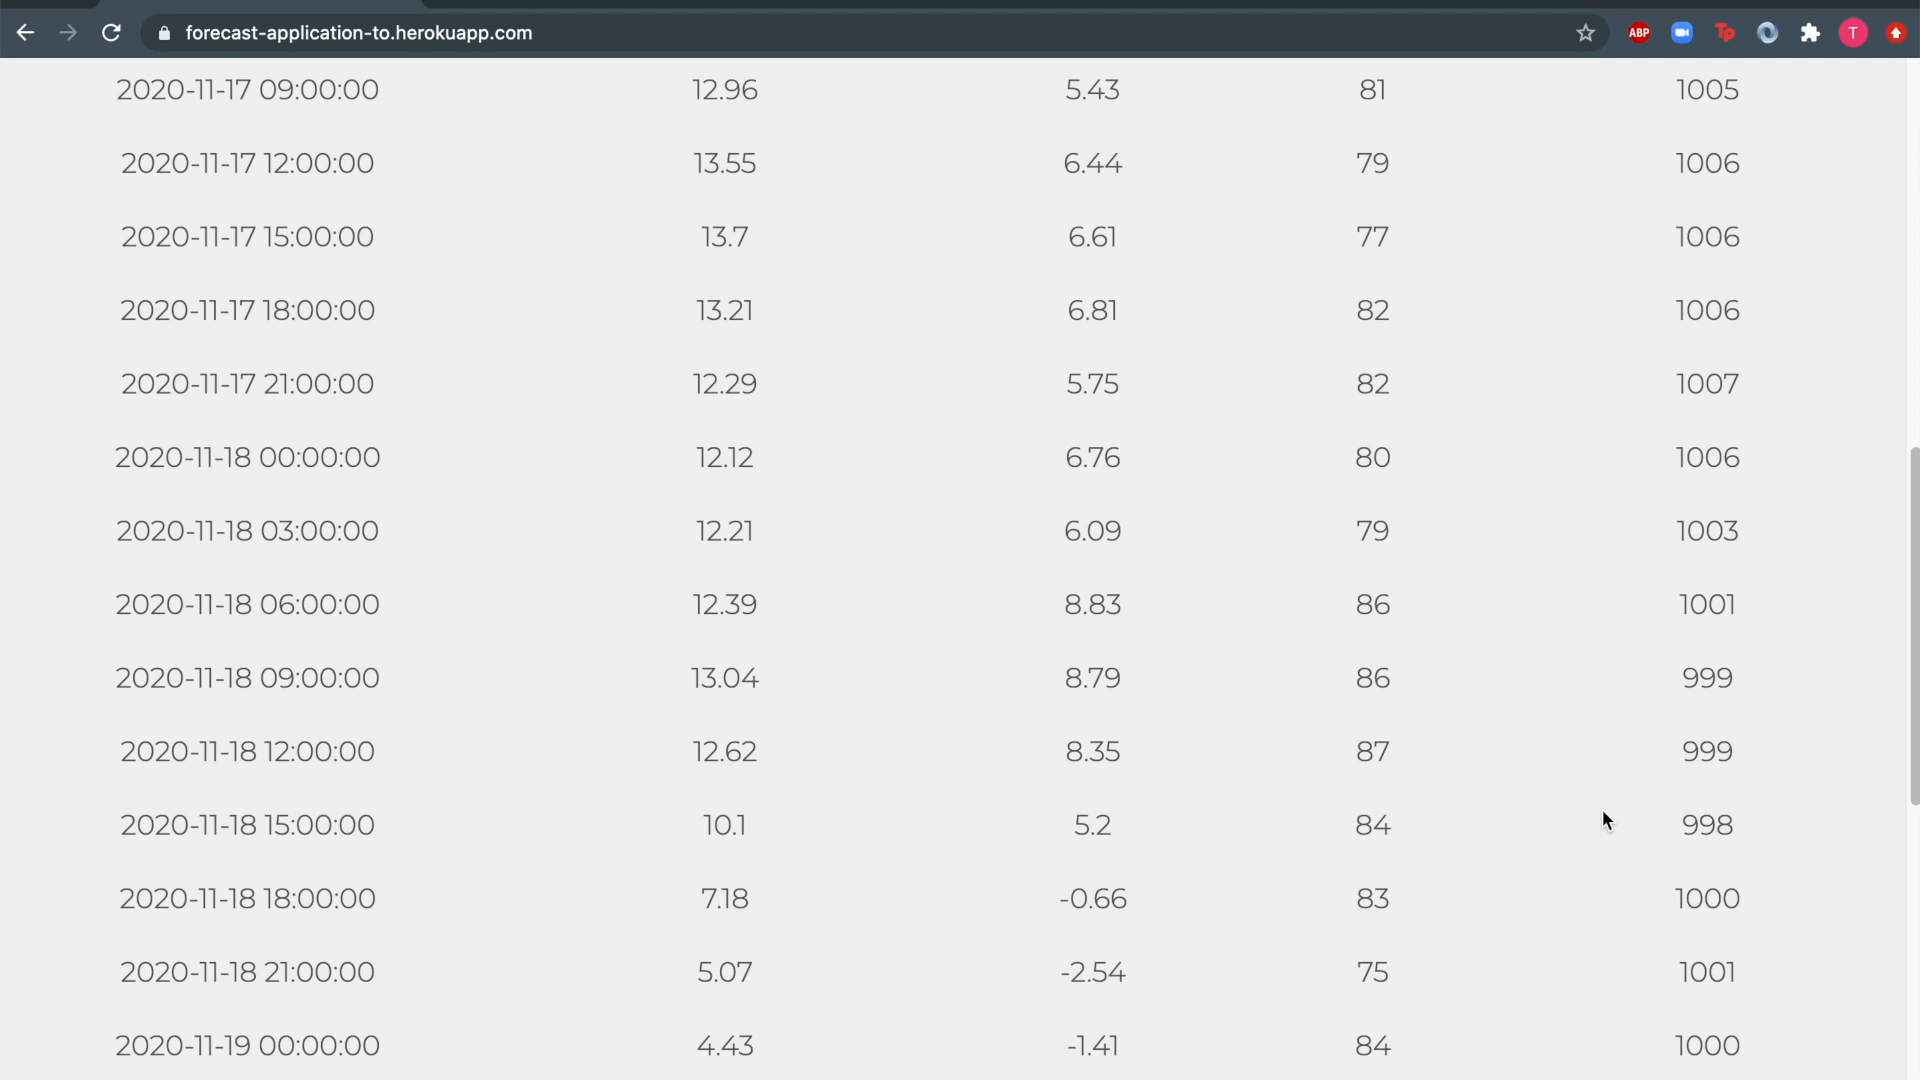 forecast-application-to.herokuapp.com ABP Tp T
2020-11-17 09:00:00 12.96 5.43 81 1005
2020-11-17 12:00:00 13.55 6.44 79 1006
2020-11-17 15:00:00 13.7 6.61 77 1006
2020-11-17 18:00:00 13.21 6.81 82 1006
2020-11-17 21:00:00 12.29 5.75 82 1007
2020-11-18 00:00:00 12.12 6.76 80 1006
2020-11-18 03:00:00 12.21 6.09 79 1003
2020-11-18 06:00:00 12.39 8.83 86 1001
2020-11-18 09:00:00 13.04 8.79 86 999
2020-11-18 12:00:00 12.62 8.35 87 999
2020-11-18 15:00:00 10.1 5.2 84 998
2020-11-18 18:00:00 7.18 -0.66 83 1000
2020-11-18 21:00:00 5.07 -2.54 75 1001
2020-11-19 00:00:00 4.43 -1.41 84 1000